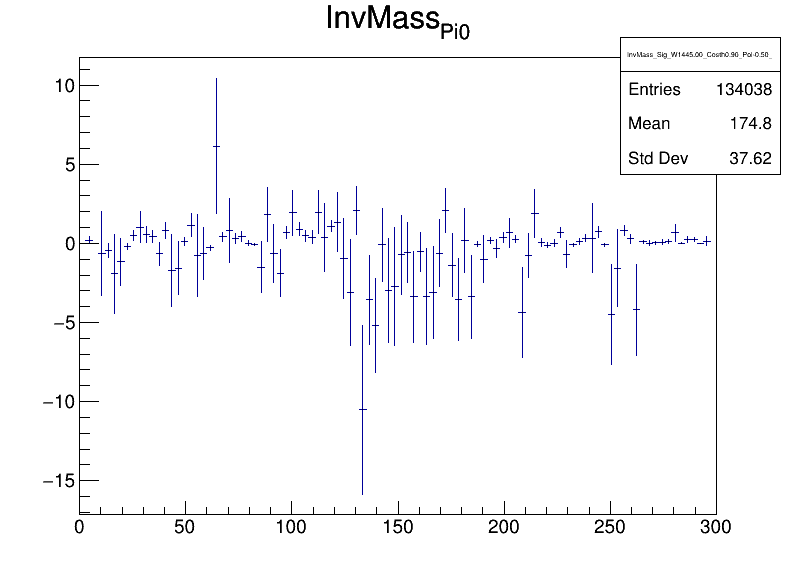 InvMass_Pi0
InvMass_Sig_W1445.00_Costh0.90_Pol-0.50_
Entries 134038
Mean 174.8
Std Dev 37.62
10
5
0
−5
−10
−15
0 50 100 150 200 250 300